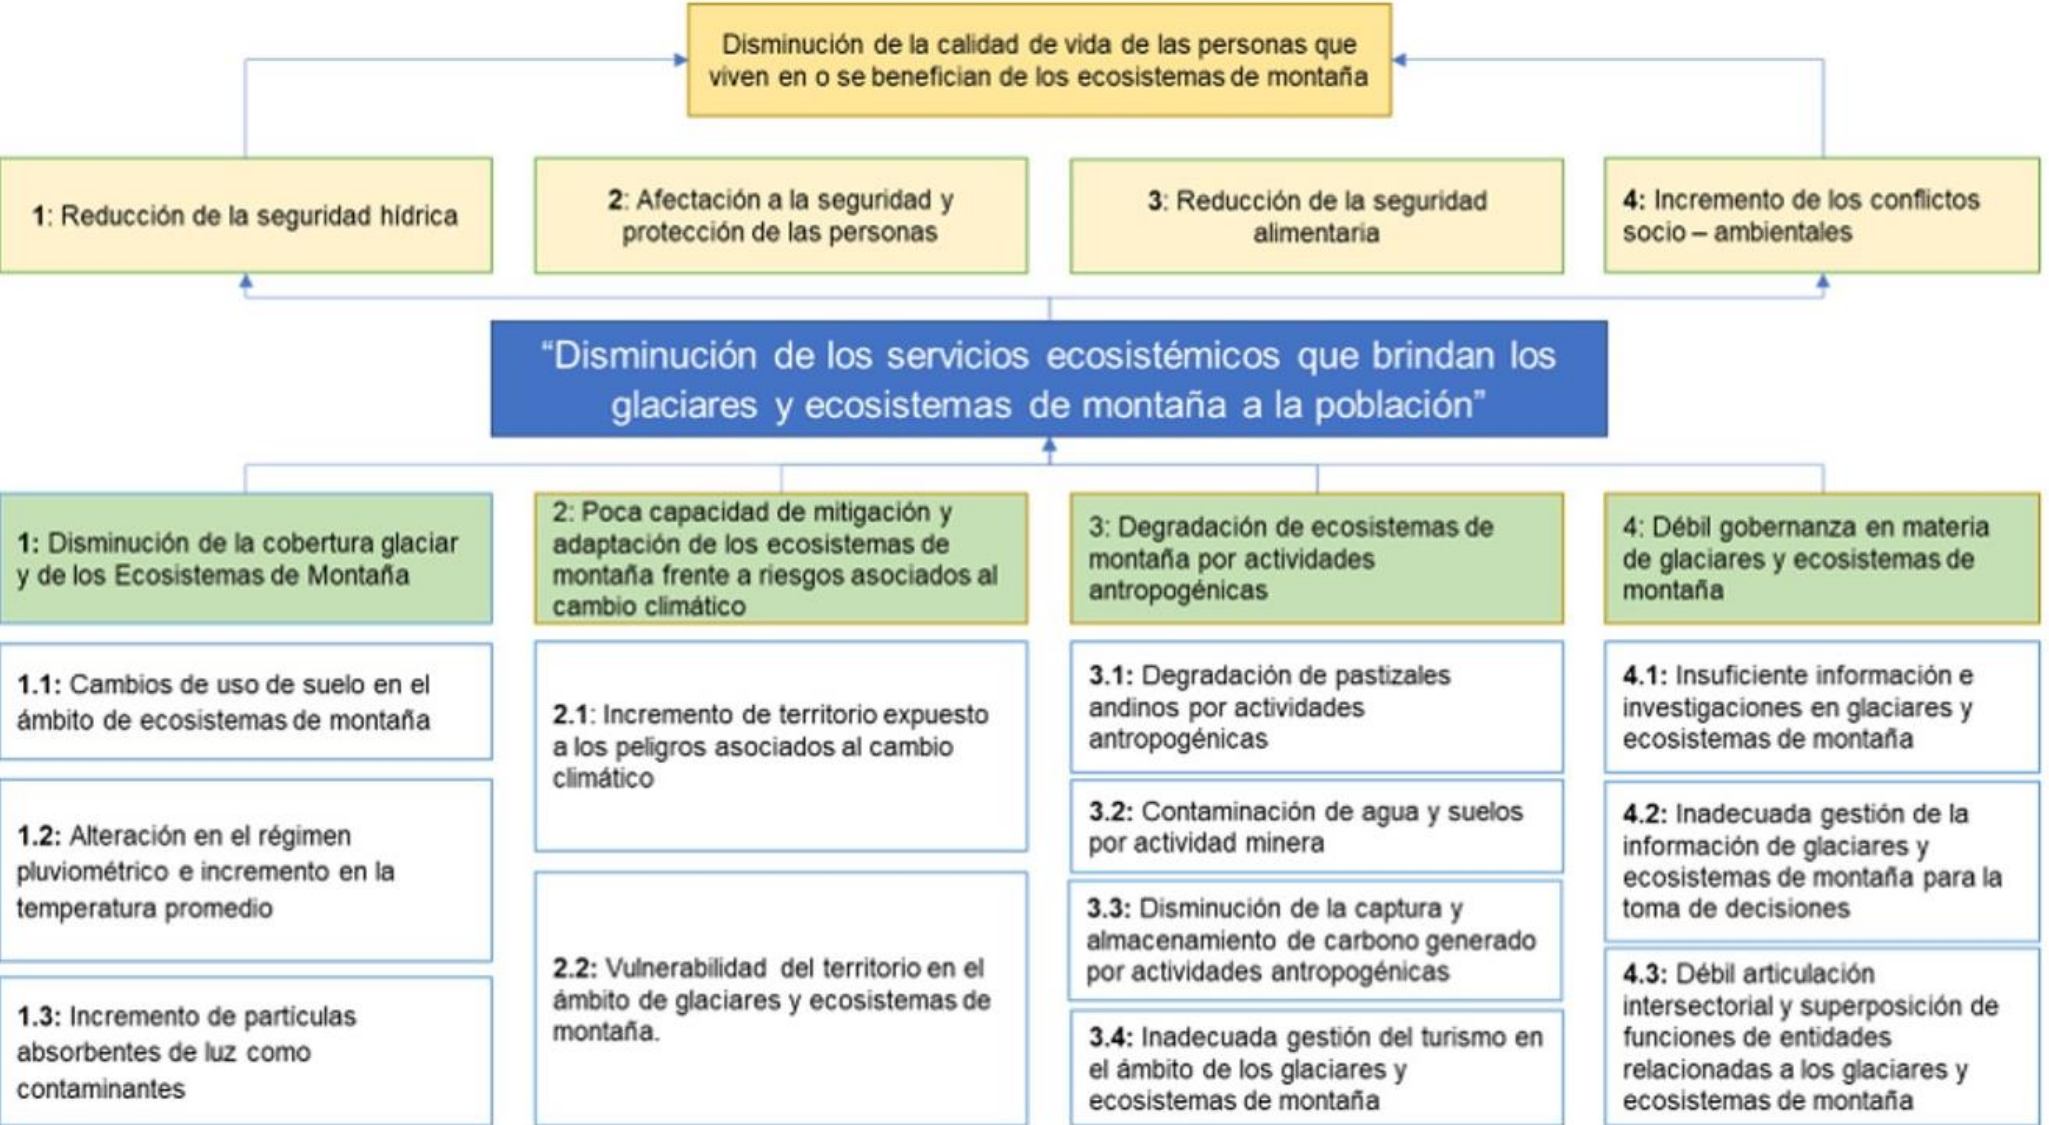 Disminución de la calidad de vida de las personas que
viven en o se benefician de los ecosistemas de montaña
1: Reducción de la seguridad hídrica
2: Afectación a la seguridad y
protección de las personas
3: Reducción de la seguridad
alimentaria
4: Incremento de los conflictos
socio – ambientales
“Disminución de los servicios ecosistémicos que brindan los
glaciares y ecosistemas de montaña a la población”
1: Disminución de la cobertura glaciar
y de los Ecosistemas de Montaña
2: Poca capacidad de mitigación y
adaptación de los ecosistemas de
montaña frente a riesgos asociados al
cambio climático
3: Degradación de ecosistemas de
montaña por actividades
antropogénicas
4: Débil gobernanza en materia
de glaciares y ecosistemas de
montaña
1.1: Cambios de uso de suelo en el
ámbito de ecosistemas de montaña
1.2: Alteración en el régimen
pluviométrico e incremento en la
temperatura promedio
1.3: Incremento de partículas
absorbentes de luz como
contaminantes
2.1: Incremento de territorio expuesto
a los peligros asociados al cambio
climático
2.2: Vulnerabilidad del territorio en el
ámbito de glaciares y ecosistemas de
montaña.
3.1: Degradación de pastizales
andinos por actividades
antropogénicas
3.2: Contaminación de agua y suelos
por actividad minera
3.3: Disminución de la captura y
almacenamiento de carbono generado
por actividades antropogénicas
3.4: Inadecuada gestión del turismo en
el ámbito de los glaciares y
ecosistemas de montaña
4.1: Insuficiente información e
investigaciones en glaciares y
ecosistemas de montaña
4.2: Inadecuada gestión de la
información de glaciares y
ecosistemas de montaña para la
toma de decisiones
4.3: Débil articulación
intersectorial y superposición de
funciones de entidades
relacionadas a los glaciares y
ecosistemas de montaña